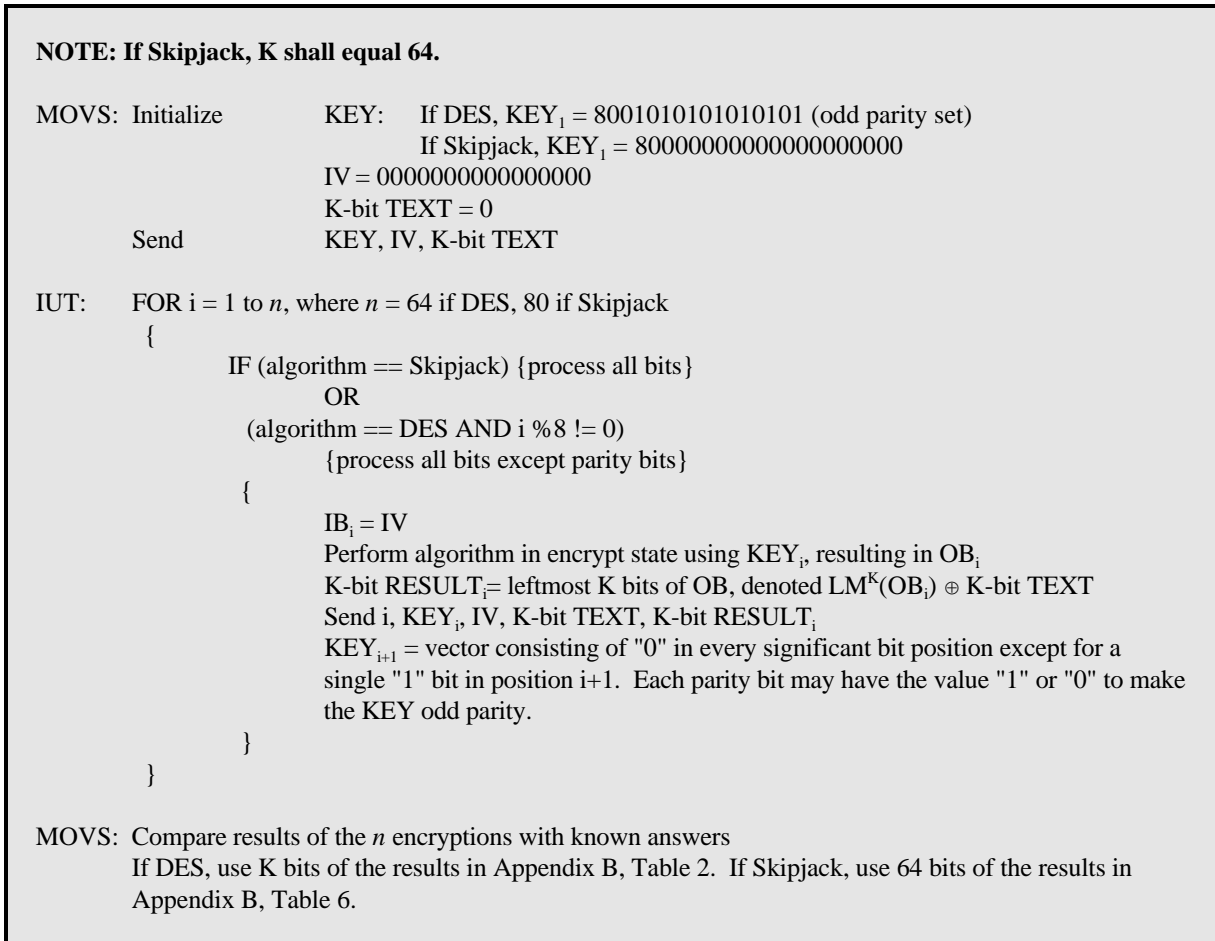 NOTE: If Skipjack, K shall equal 64.
MOVS: Initialize KEY: If DES, KEY₁ = 8001010101010101 (odd parity set)
If Skipjack, KEY₁ = 80000000000000000000
IV = 0000000000000000
K-bit TEXT = 0
Send KEY, IV, K-bit TEXT
IUT: FOR i = 1 to n, where n = 64 if DES, 80 if Skipjack
{
IF (algorithm == Skipjack) {process all bits}
OR
(algorithm == DES AND i %8 != 0)
{process all bits except parity bits}
{
IBᵢ = IV
Perform algorithm in encrypt state using KEYᵢ, resulting in OBᵢ
K-bit RESULTᵢ= leftmost K bits of OB, denoted LMᴷ(OBᵢ) ⊕ K-bit TEXT
Send i, KEYᵢ, IV, K-bit TEXT, K-bit RESULTᵢ
KEYᵢ₊₁ = vector consisting of "0" in every significant bit position except for a
single "1" bit in position i+1. Each parity bit may have the value "1" or "0" to make
the KEY odd parity.
}
}
MOVS: Compare results of the n encryptions with known answers
If DES, use K bits of the results in Appendix B, Table 2. If Skipjack, use 64 bits of the results in
Appendix B, Table 6.